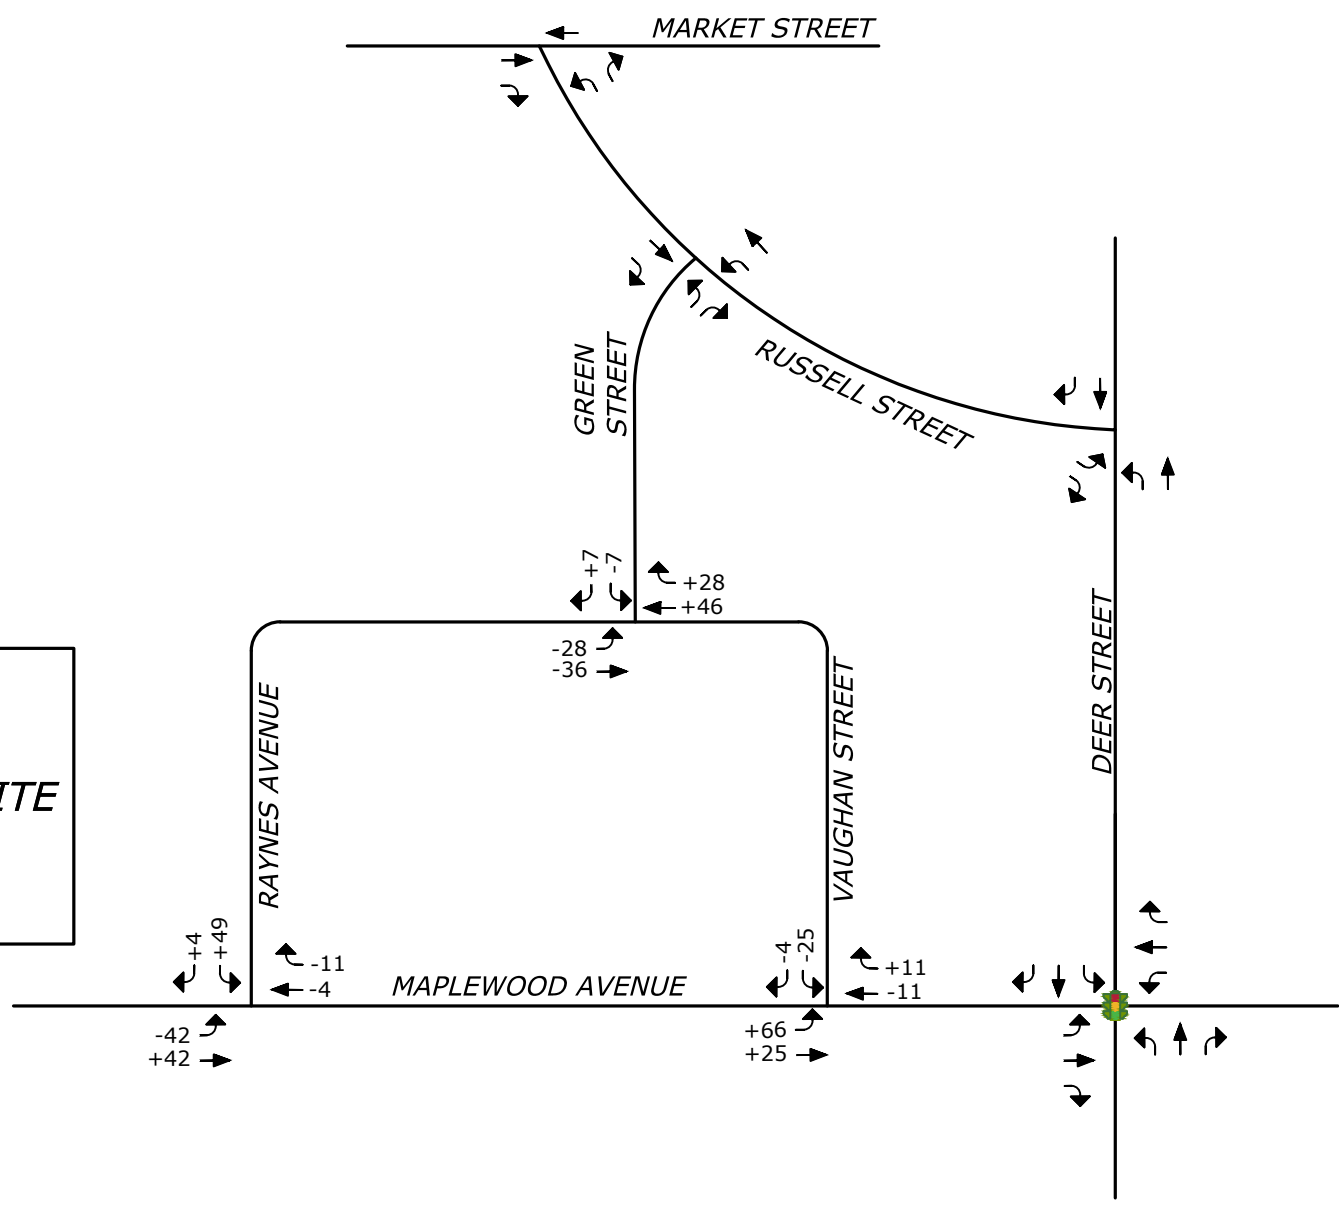 MARKET STREET
GREEN
STREET
RUSSELL STREET
+7
-7
+28
+46
-28
-36
DEER STREET
RAYNES AVENUE
VAUGHAN STREET
ITE
+4
+49
-11
-4
MAPLEWOOD AVENUE
-4
-25
+11
-11
-42
+42
+66
+25